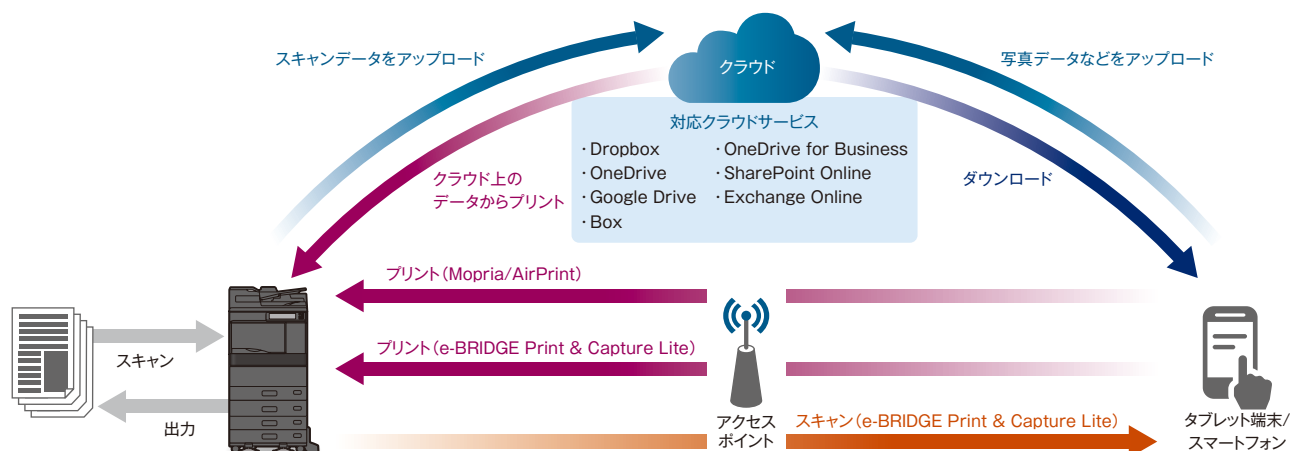 スキャンデータをアップロード
クラウド
写真データなどをアップロード
対応クラウドサービス
・Dropbox
・OneDrive
・Google Drive
・Box
・OneDrive for Business
・SharePoint Online
・Exchange Online
クラウド上の
データからプリント
ダウンロード
プリント（Mopria/AirPrint）
スキャン
プリント（e-BRIDGE Print & Capture Lite）
出力
アクセス
ポイント
スキャン（e-BRIDGE Print & Capture Lite）
タブレット端末/
スマートフォン